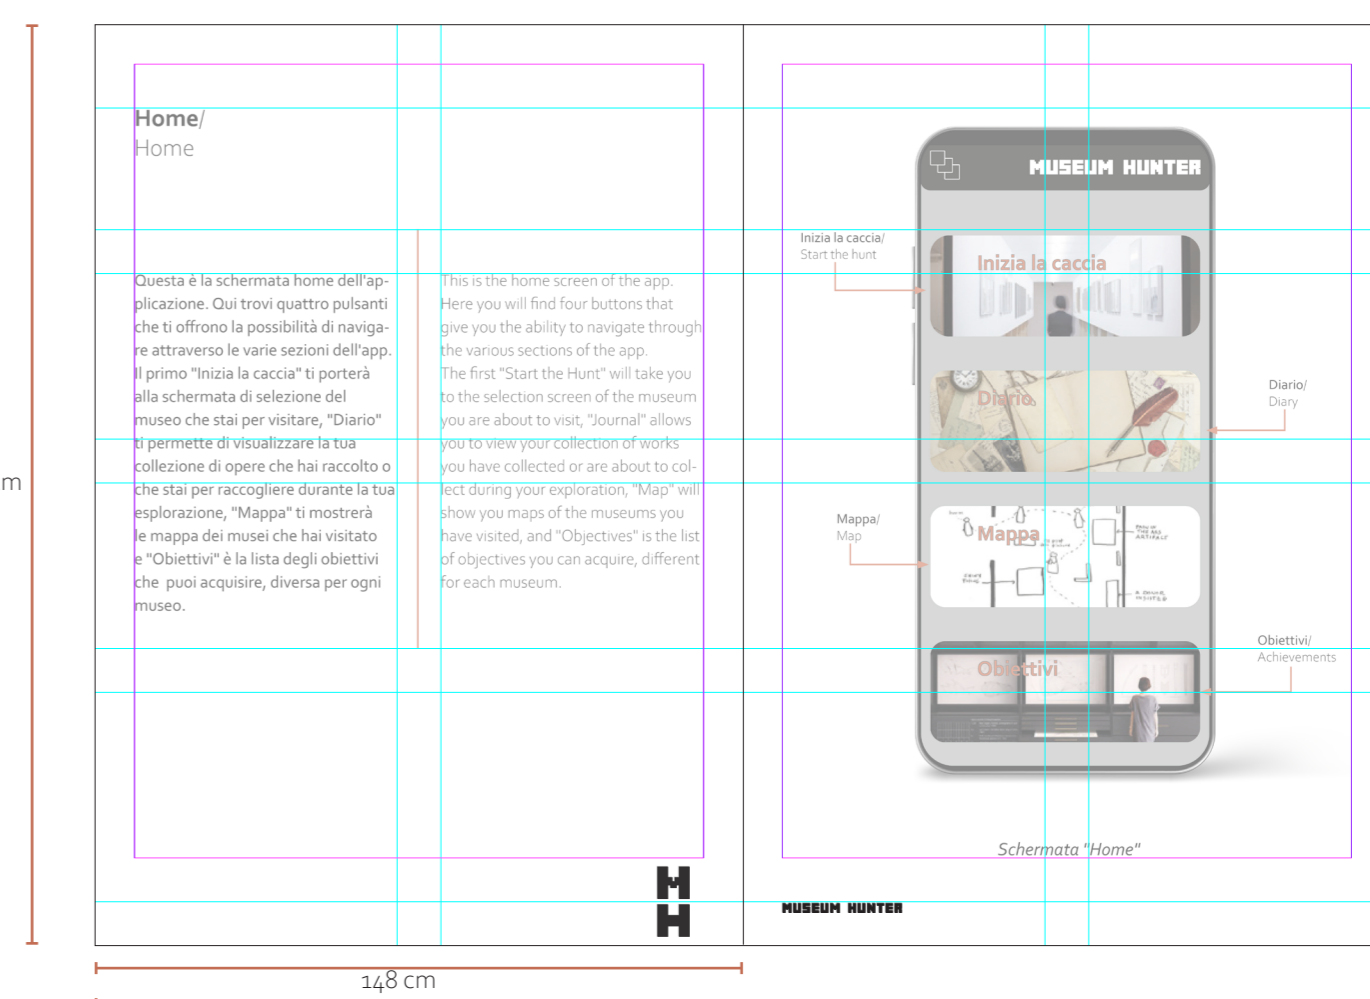 Home/
Home
Questa è la schermata home dell'ap-
plicazione. Qui trovi quattro pulsanti
che ti offrono la possibilità di naviga-
re attraverso le varie sezioni dell'app.
Il primo "Inizia la caccia" ti porterà
alla schermata di selezione del
museo che stai per visitare, "Diario"
ti permette di visualizzare la tua
collezione di opere che hai raccolto o
che stai per raccogliere durante la tua
esplorazione, "Mappa" ti mostrerà
le mappa dei musei che hai visitato
e "Obiettivi" è la lista degli obiettivi
che puoi acquisire, diversa per ogni
museo.
This is the home screen of the app.
Here you will find four buttons that
give you the ability to navigate through
the various sections of the app.
The first "Start the Hunt" will take you
to the selection screen of the museum
you are about to visit, "Journal" allows
you to view your collection of works
you have collected or are about to col-
lect during your exploration, "Map" will
show you maps of the museums you
have visited, and "Objectives" is the list
of objectives you can acquire, different
for each museum.
M
H
m
148 cm
MUSEUM HUNTER
Inizia la caccia/
Start the hunt
Inizia la caccia
Diario
Diario/
Diary
Mappa/
Map
Mappa
Obiettivi/
Achievements
Obiettivi
Schermata "Home"
MUSEUM HUNTER